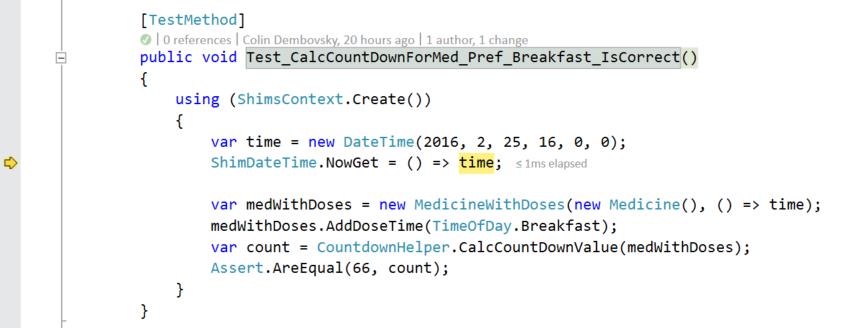 [TestMethod]
| 0 references | Colin Dembovsky, 20 hours ago | 1 author, 1 change
public void Test_CalcCountDownForMed_Pref_Breakfast_IsCorrect()
{
using (ShimsContext.Create())
{
var time = new DateTime(2016, 2, 25, 16, 0, 0);
ShimDateTime.NowGet = () => time; ≤ 1ms elapsed
var medWithDoses = new MedicineWithDoses(new Medicine(), () => time);
medWithDoses.AddDoseTime(TimeOfDay.Breakfast);
var count = CountdownHelper.CalcCountDownValue(medWithDoses);
Assert.AreEqual(66, count);
}
}